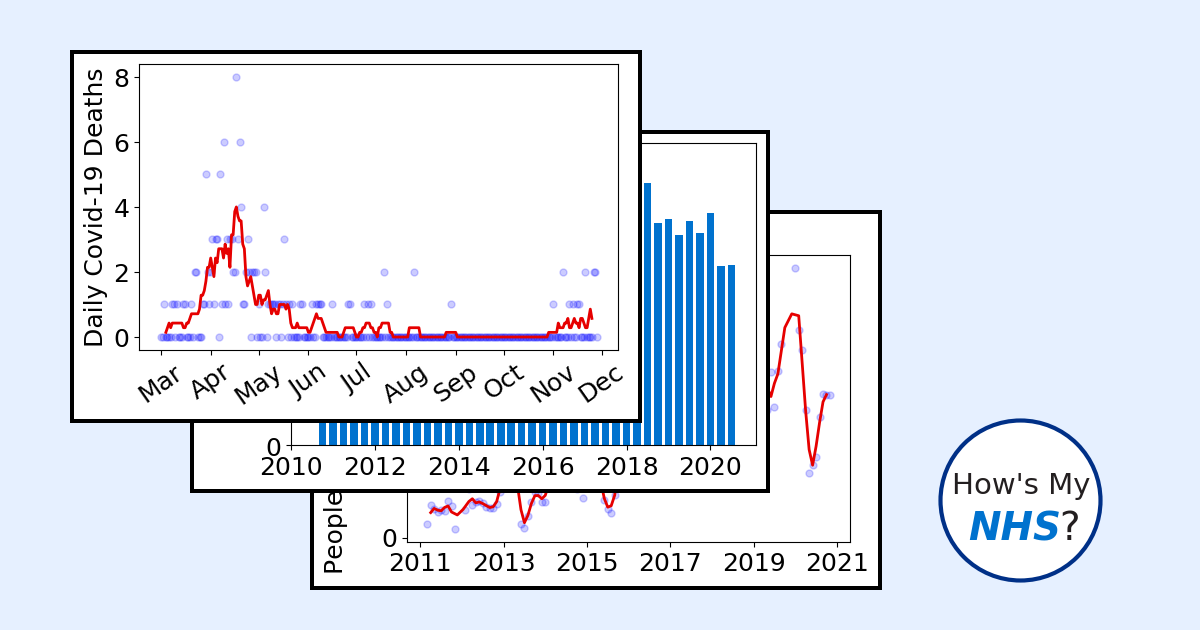 Daily Covid-19 Deaths
8
6
4
2
0
Mar Apr May Jun Jul Aug Sep Oct Nov Dec
0
2010 2012 2014 2016 2018 2020
People
0
2011 2013 2015 2017 2019 2021
How's My
NHS?